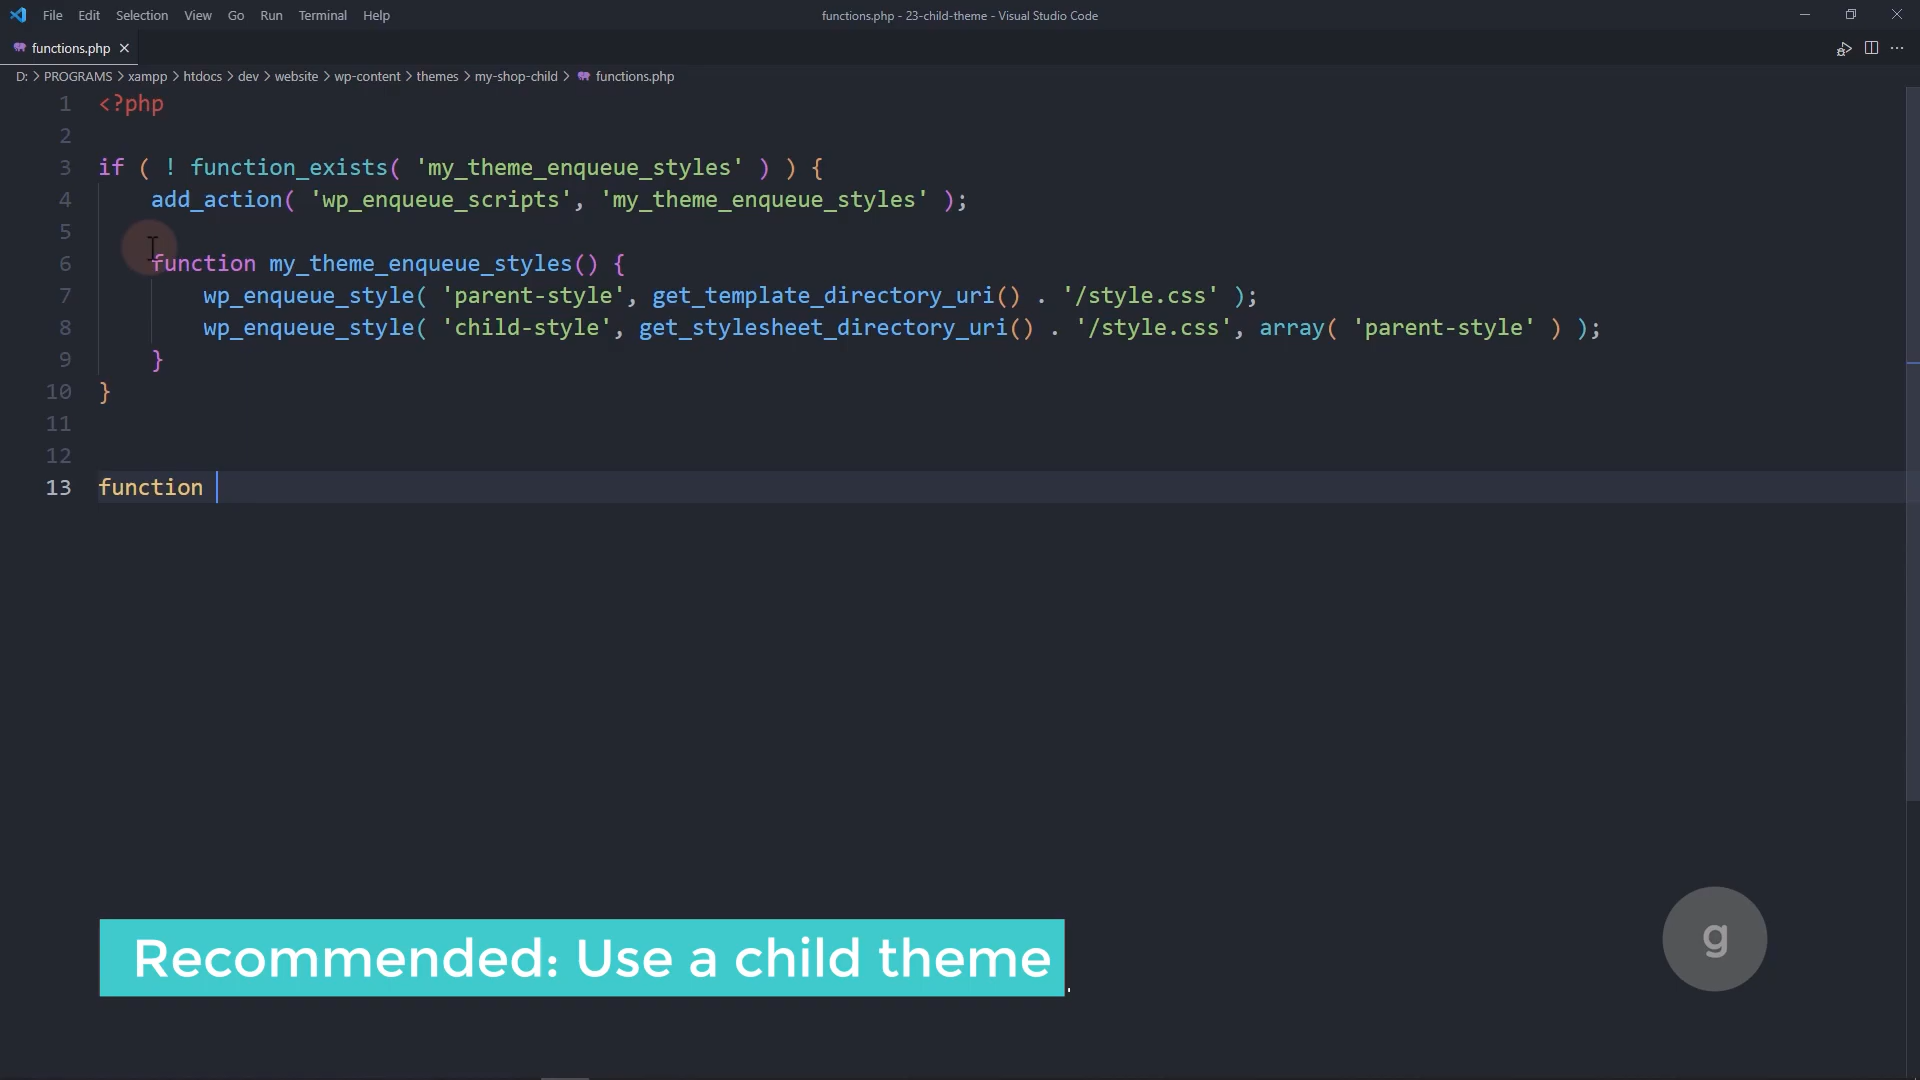 File Edit Selection View Go Run Terminal Help functions.php - 23-child-theme - Visual Studio Code
functions.php
D: > PROGRAMS > xampp > htdocs > dev > website > wp-content > themes > my-shop-child > functions.php
1 <?php
2
3 if ( ! function_exists( 'my_theme_enqueue_styles' ) ) {
4 add_action( 'wp_enqueue_scripts', 'my_theme_enqueue_styles' );
5
6 function my_theme_enqueue_styles() {
7 wp_enqueue_style( 'parent-style', get_template_directory_uri() . '/style.css' );
8 wp_enqueue_style( 'child-style', get_stylesheet_directory_uri() . '/style.css', array( 'parent-style' ) );
9 }
10 }
11
12
13 function
Recommended: Use a child theme
g